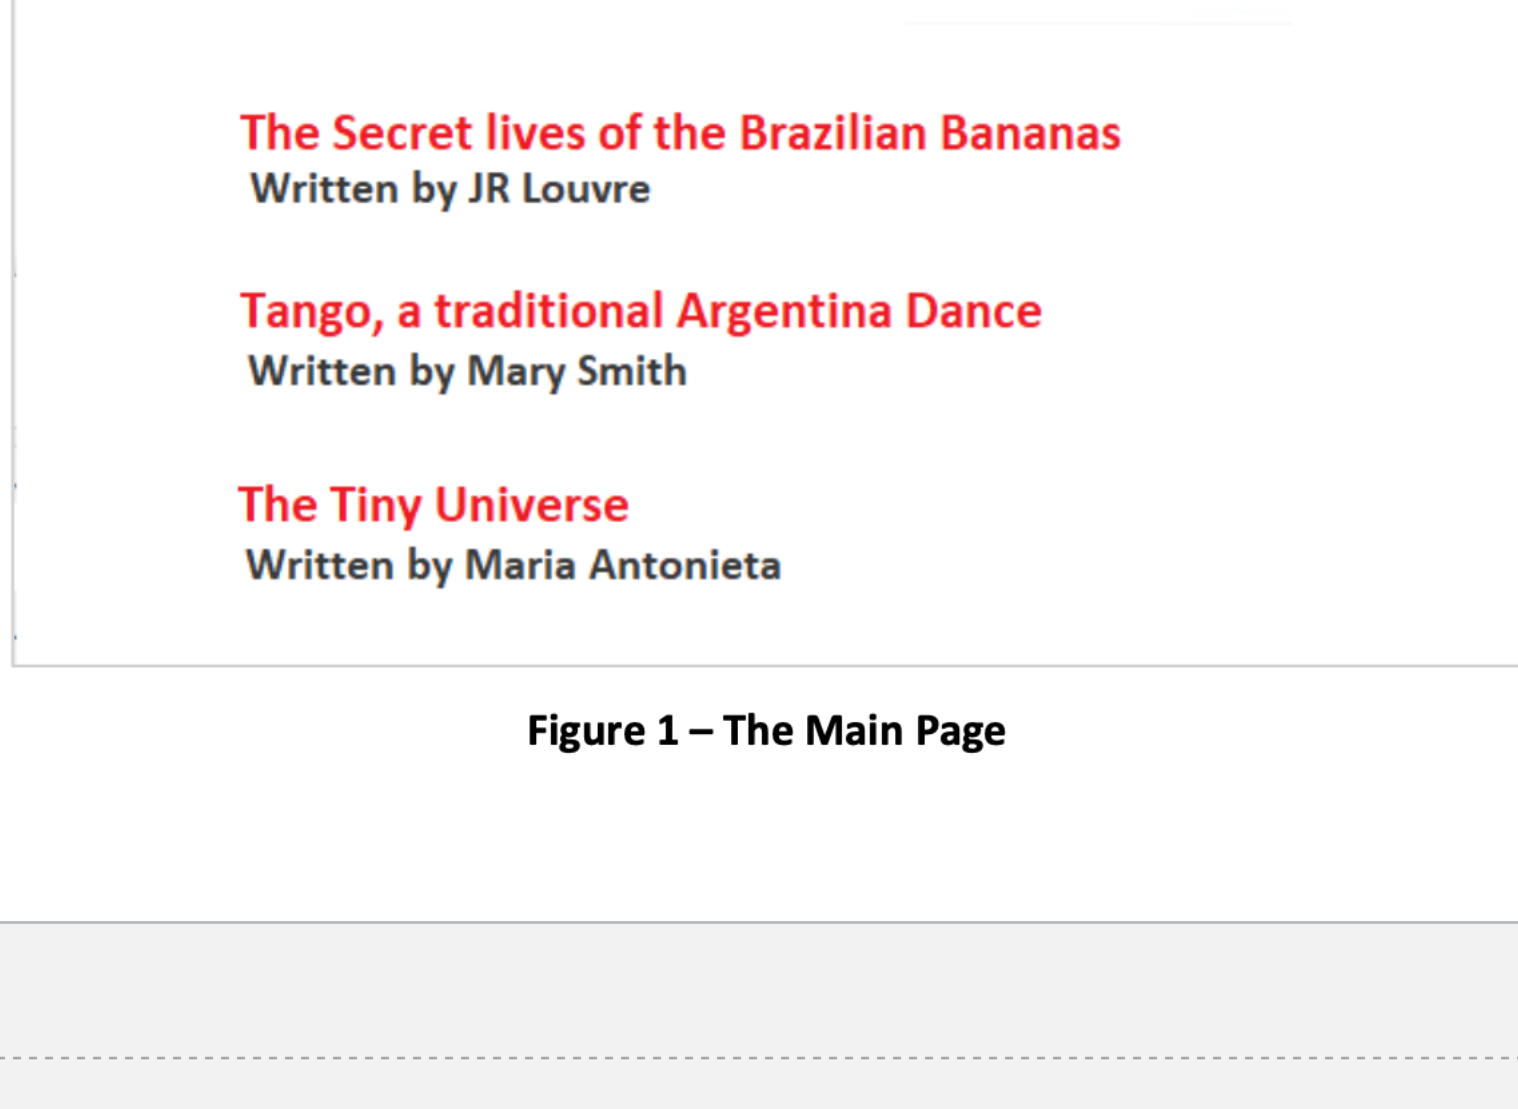 The Secret lives of the Brazilian Bananas
Written by JR Louvre
Tango, a traditional Argentina Dance
Written by Mary Smith
The Tiny Universe
Written by Maria Antonieta
Figure 1 – The Main Page